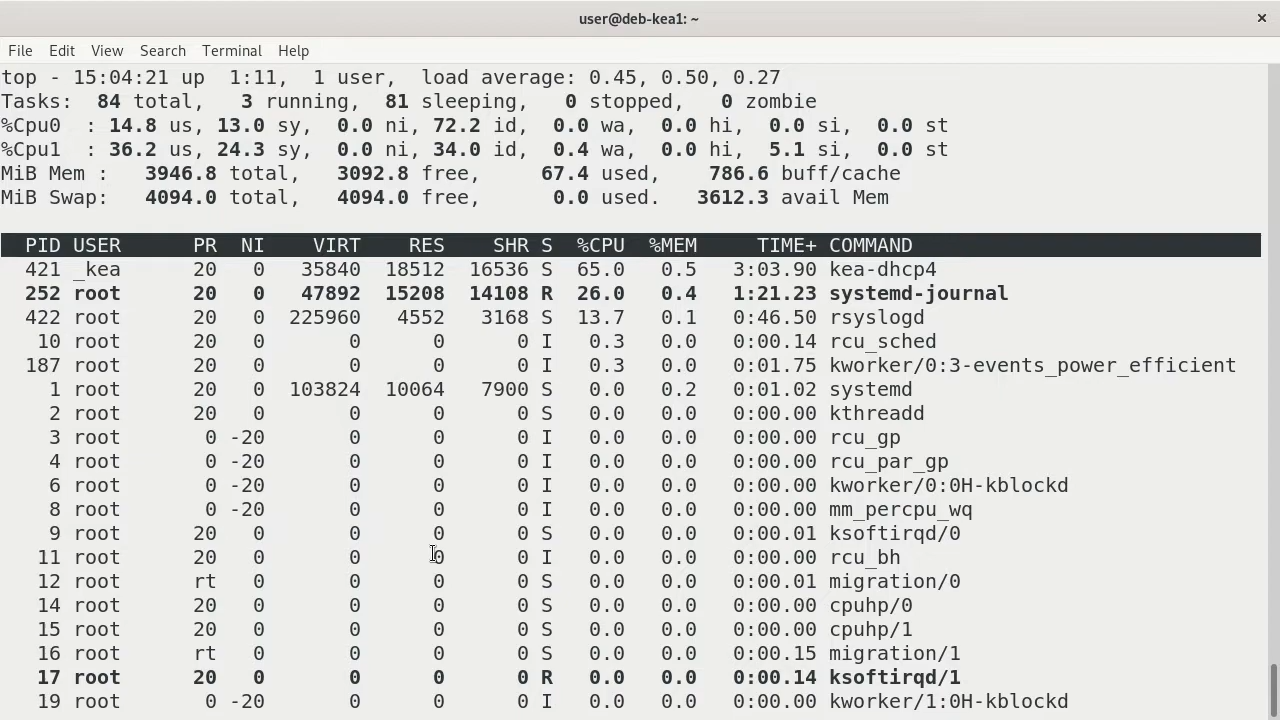 user@deb-kea1: ~
×
File Edit View Search Terminal Help
top - 15:04:21 up  1:11,  1 user,  load average: 0.45, 0.50, 0.27
Tasks:  84 total,   3 running,  81 sleeping,   0 stopped,   0 zombie
%Cpu0  : 14.8 us, 13.0 sy,  0.0 ni, 72.2 id,  0.0 wa,  0.0 hi,  0.0 si,  0.0 st
%Cpu1  : 36.2 us, 24.3 sy,  0.0 ni, 34.0 id,  0.4 wa,  0.0 hi,  5.1 si,  0.0 st
MiB Mem :   3946.8 total,   3092.8 free,     67.4 used,    786.6 buff/cache
MiB Swap:   4094.0 total,   4094.0 free,      0.0 used.   3612.3 avail Mem
  PID USER      PR  NI    VIRT    RES    SHR S  %CPU  %MEM     TIME+ COMMAND
  421 _kea      20   0   35840  18512  16536 S  65.0   0.5   3:03.90 kea-dhcp4
  252 root      20   0   47892  15208  14108 R  26.0   0.4   1:21.23 systemd-journal
  422 root      20   0  225960   4552   3168 S  13.7   0.1   0:46.50 rsyslogd
   10 root      20   0       0      0      0 I   0.3   0.0   0:00.14 rcu_sched
  187 root      20   0       0      0      0 I   0.3   0.0   0:01.75 kworker/0:3-events_power_efficient
    1 root      20   0  103824  10064   7900 S   0.0   0.2   0:01.02 systemd
    2 root      20   0       0      0      0 S   0.0   0.0   0:00.00 kthreadd
    3 root       0 -20       0      0      0 I   0.0   0.0   0:00.00 rcu_gp
    4 root       0 -20       0      0      0 I   0.0   0.0   0:00.00 rcu_par_gp
    6 root       0 -20       0      0      0 I   0.0   0.0   0:00.00 kworker/0:0H-kblockd
    8 root       0 -20       0      0      0 I   0.0   0.0   0:00.00 mm_percpu_wq
    9 root      20   0       0      0      0 S   0.0   0.0   0:00.01 ksoftirqd/0
   11 root      20   0       0      0      0 I   0.0   0.0   0:00.00 rcu_bh
   12 root      rt   0       0      0      0 S   0.0   0.0   0:00.01 migration/0
   14 root      20   0       0      0      0 S   0.0   0.0   0:00.00 cpuhp/0
   15 root      20   0       0      0      0 S   0.0   0.0   0:00.00 cpuhp/1
   16 root      rt   0       0      0      0 S   0.0   0.0   0:00.15 migration/1
   17 root      20   0       0      0      0 R   0.0   0.0   0:00.14 ksoftirqd/1
   19 root       0 -20       0      0      0 I   0.0   0.0   0:00.00 kworker/1:0H-kblockd